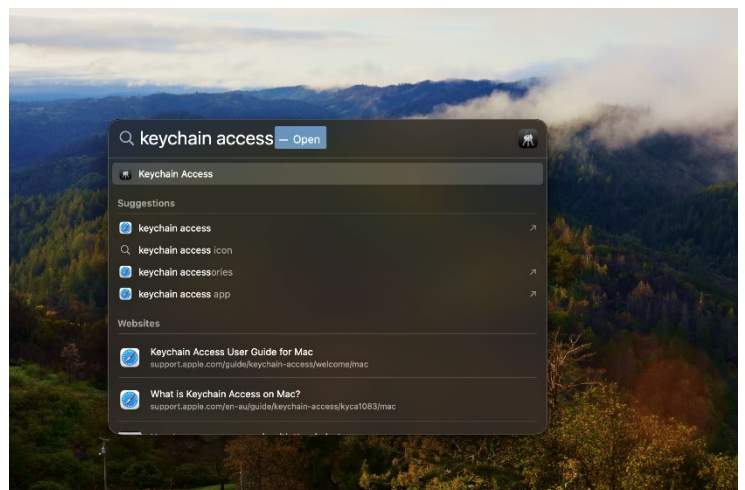 keychain access — Open
Keychain Access
Suggestions
keychain access
keychain access icon
keychain accessories
keychain access app
Websites
Keychain Access User Guide for Mac
support.apple.com/guide/keychain-access/welcome/mac
What is Keychain Access on Mac?
support.apple.com/en-au/guide/keychain-access/kyca1083/mac